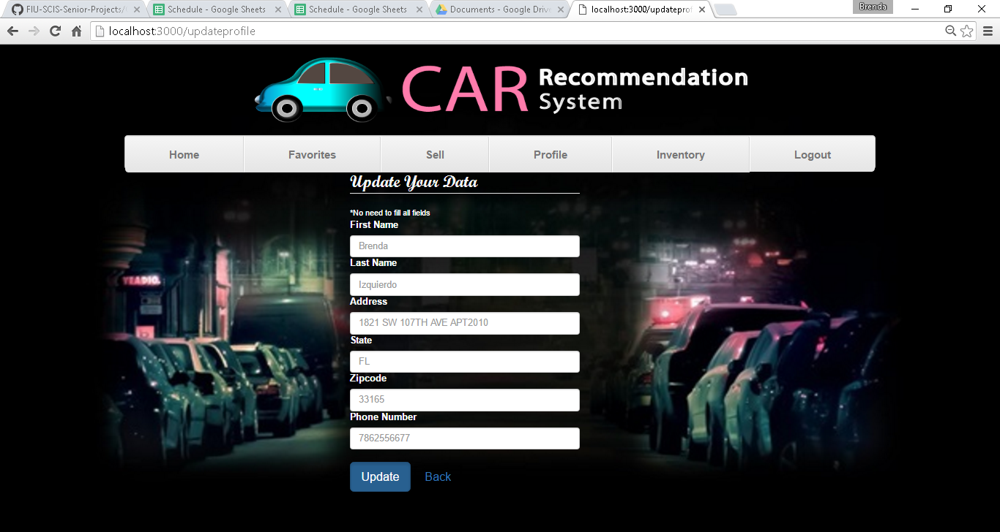 FIU-SCIS-Senior-Projects/
Schedule - Google Sheets
Schedule - Google Sheets
Documents - Google Drive
localhost:3000/updateprof
Brenda
localhost:3000/updateprofile
CAR Recommendation
System
Home Favorites Sell Profile Inventory Logout
Update Your Data
*No need to fill all fields
First Name
Brenda
Last Name
Izquierdo
Address
1821 SW 107TH AVE APT2010
State
FL
Zipcode
33165
Phone Number
7862556677
Update Back